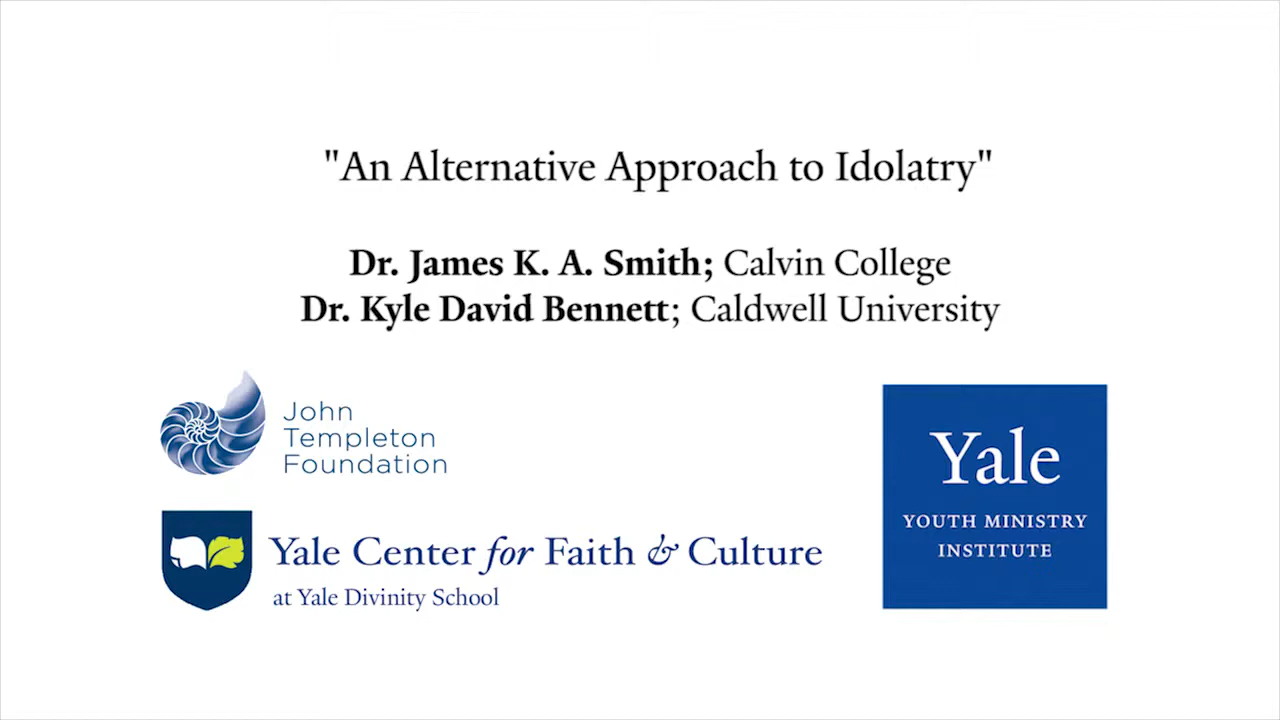 "An Alternative Approach to Idolatry"
Dr. James K. A. Smith; Calvin College
Dr. Kyle David Bennett; Caldwell University
John
Templeton
Foundation
Yale Center for Faith & Culture
at Yale Divinity School
Yale
YOUTH MINISTRY
INSTITUTE